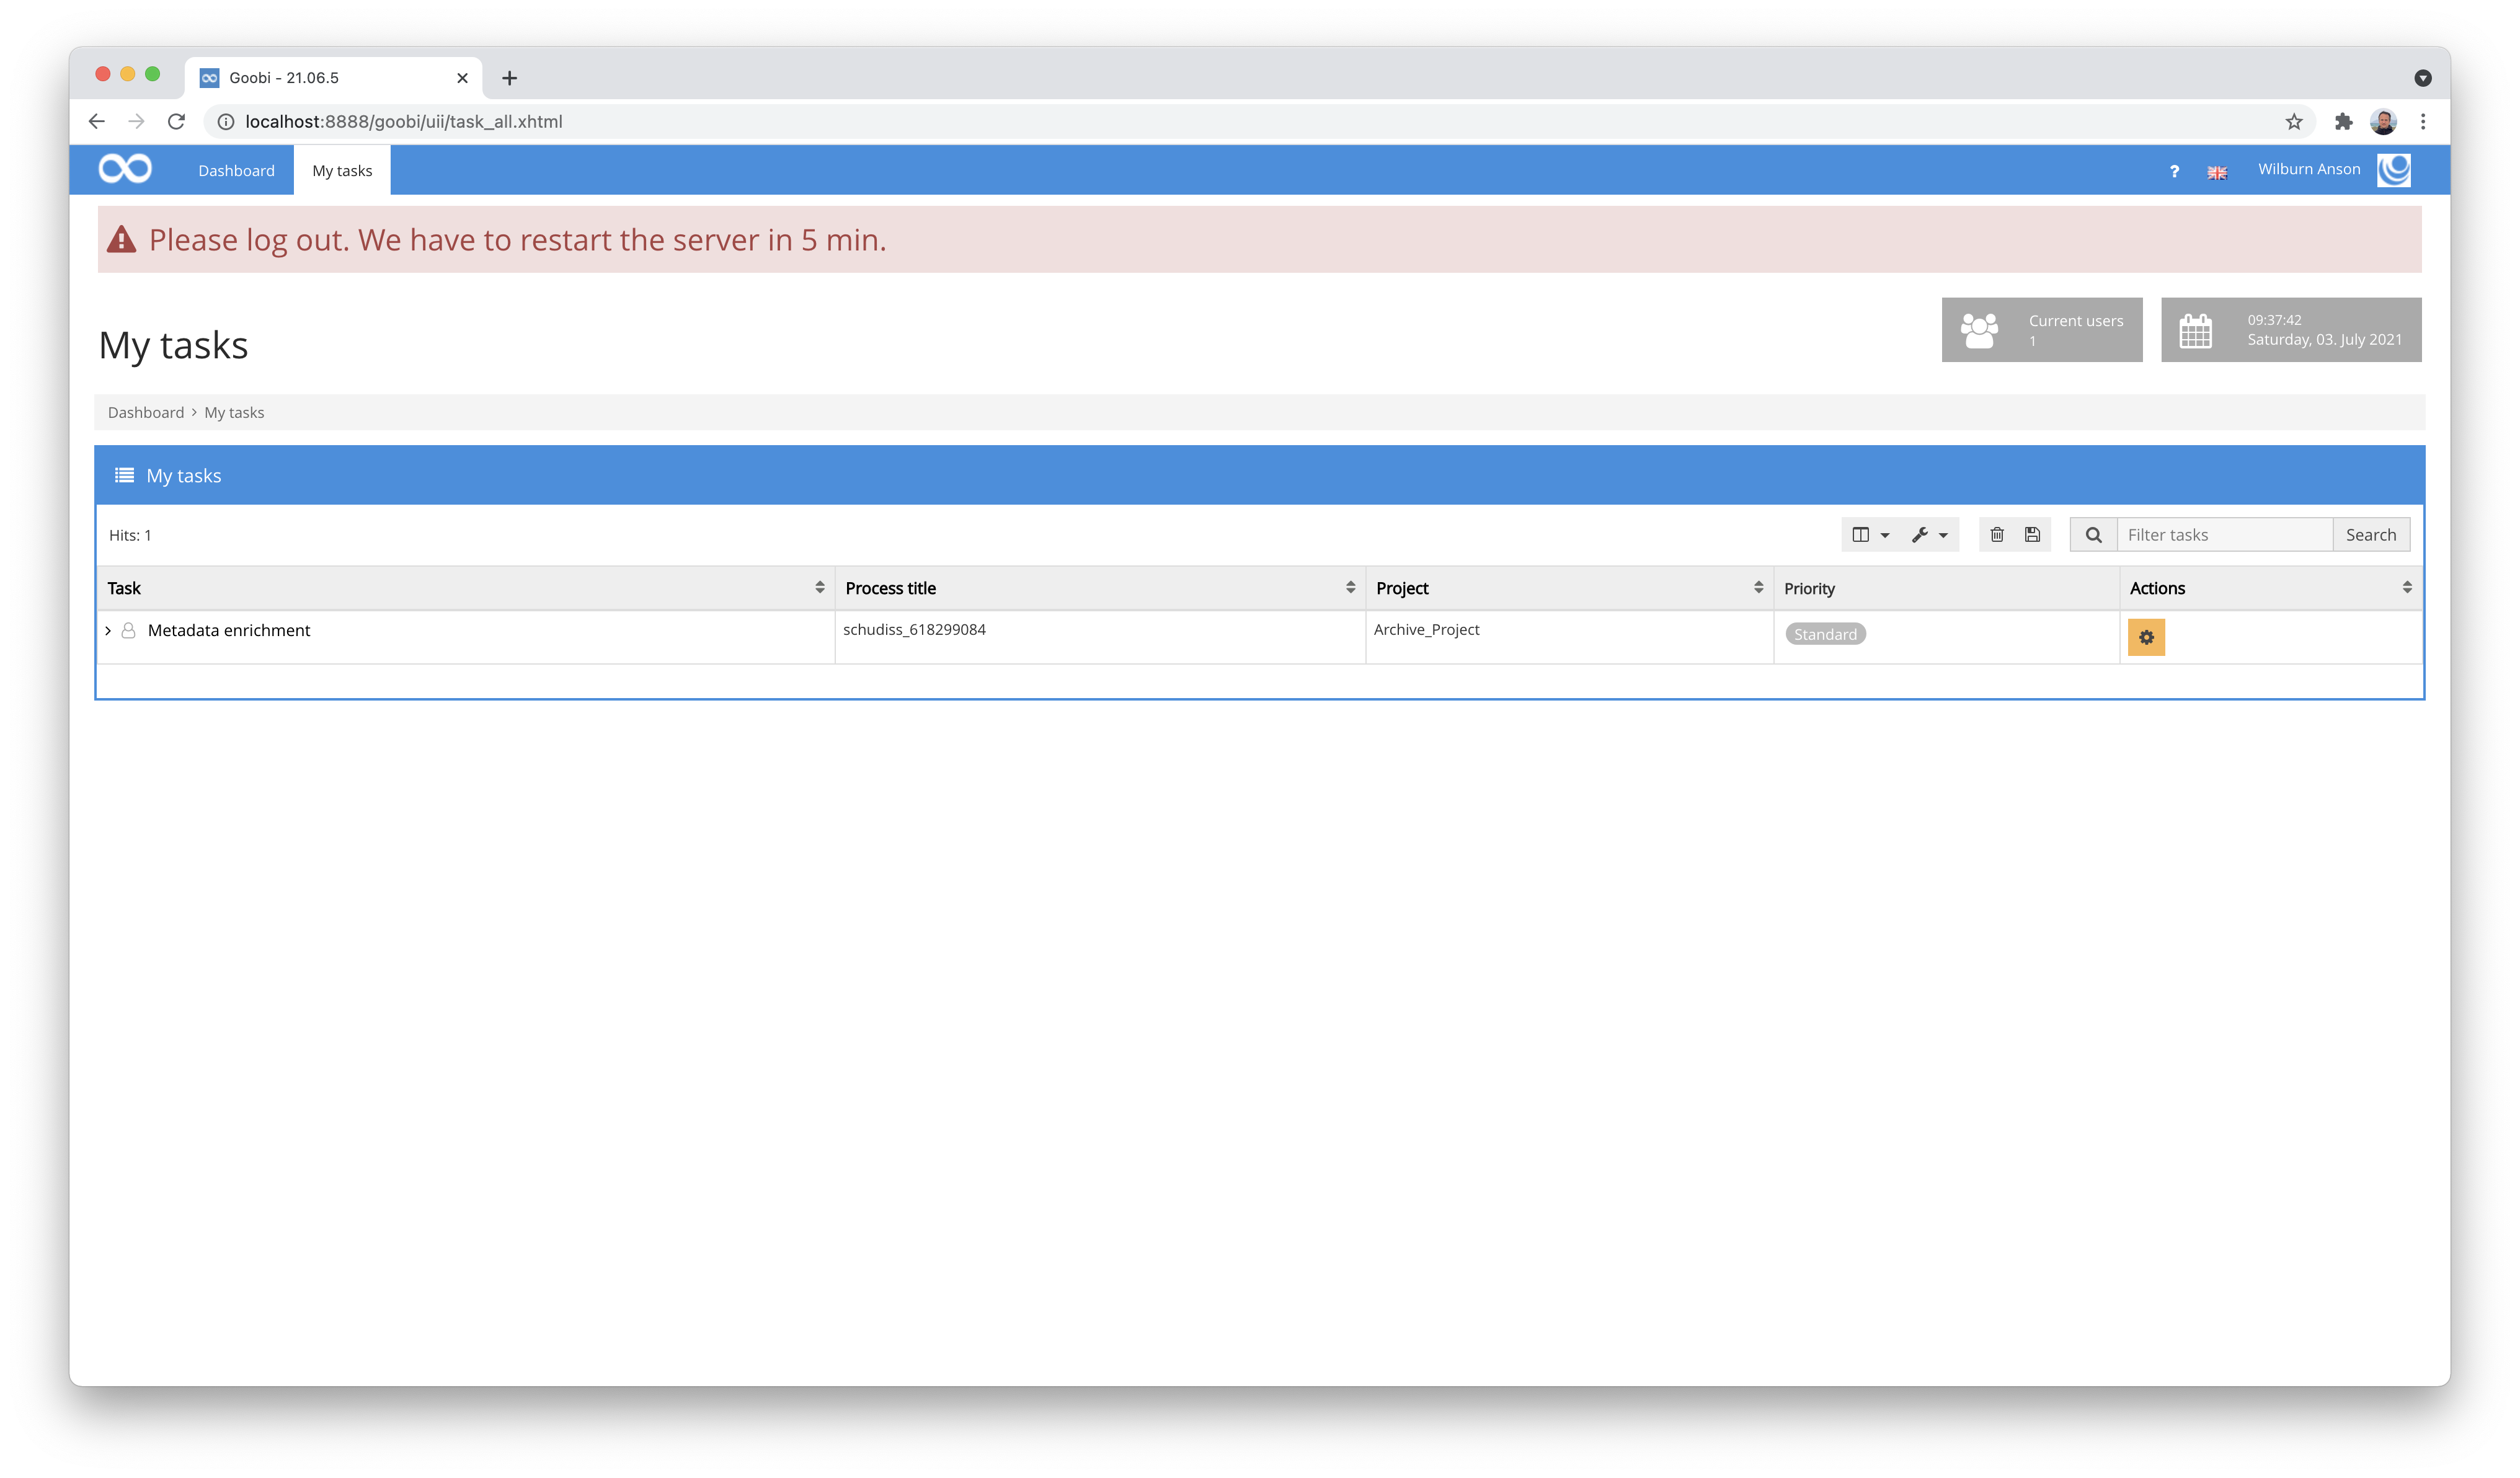 Goobi - 21.06.5
localhost:8888/goobi/uii/task_all.xhtml
Dashboard My tasks ? Wilburn Anson
Please log out. We have to restart the server in 5 min.
My tasks
Current users
1
09:37:42
Saturday, 03. July 2021
Dashboard > My tasks
My tasks
Hits: 1
Filter tasks Search
Task Process title Project Priority Actions
Metadata enrichment schudiss_618299084 Archive_Project Standard